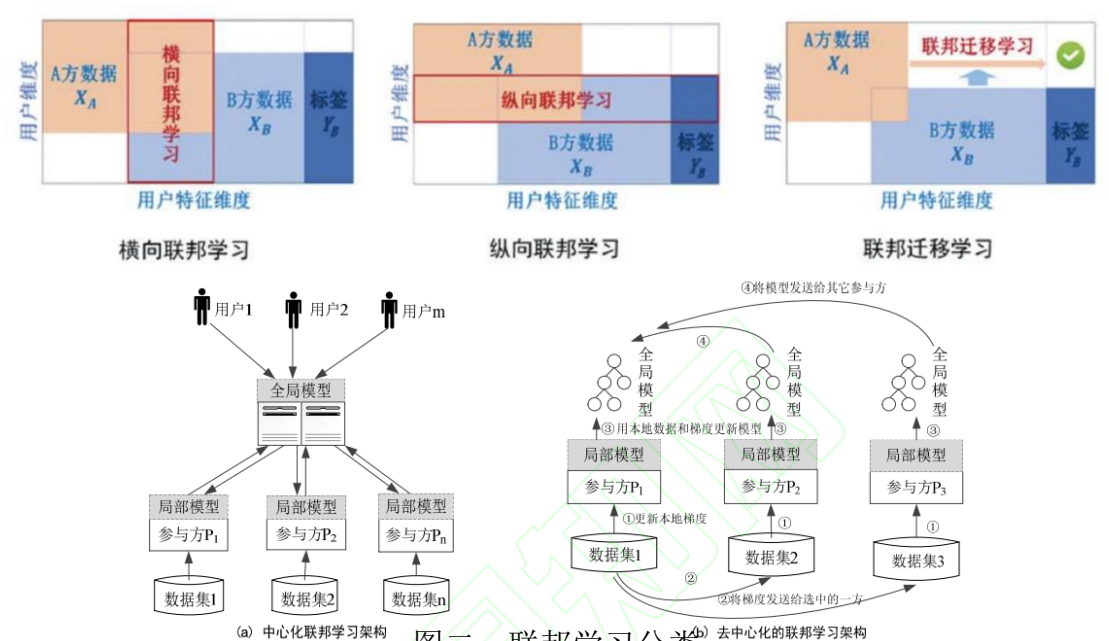 A方数据
X_A
横向联邦学习
B方数据
X_B
标签
Y_B
用户维度
用户特征维度
横向联邦学习
A方数据
X_A
纵向联邦学习
B方数据
X_B
标签
Y_B
用户维度
用户特征维度
纵向联邦学习
A方数据
X_A
联邦迁移学习
B方数据
X_B
标签
Y_B
用户维度
用户特征维度
联邦迁移学习
用户1
用户2
用户m
全局模型
局部模型
参与方P₁
数据集1
局部模型
参与方P₂
数据集2
局部模型
参与方Pₙ
数据集n
(a) 中心化联邦学习架构
④将模型发送给其它参与方
④
全局模型
全局模型
全局模型
③用本地数据和梯度更新模型
③
③
局部模型
参与方P₁
局部模型
参与方P₂
局部模型
参与方P₃
①更新本地梯度
①
①
数据集1
数据集2
数据集3
②
②将梯度发送给选中的一方
(b) 去中心化的联邦学习架构
联邦学习分类